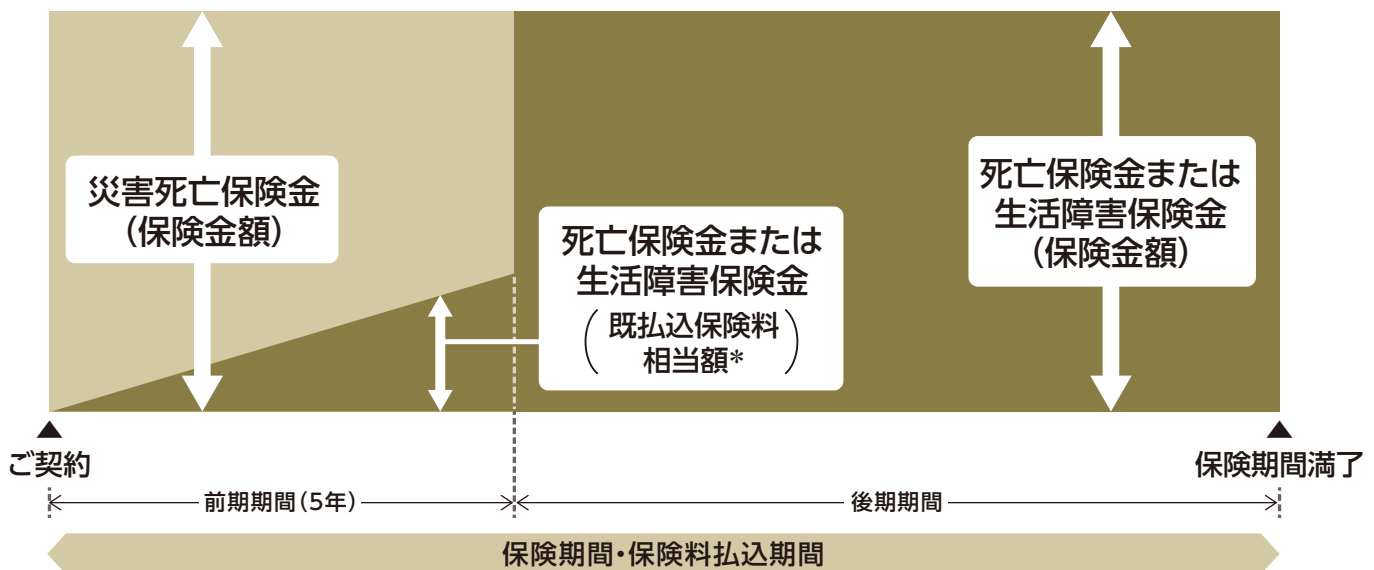 災害死亡保険金
(保険金額)
死亡保険金または
生活障害保険金
(既払込保険料
相当額*)
死亡保険金または
生活障害保険金
(保険金額)
▲
ご契約
▲
保険期間満了
前期期間(5年)
後期期間
保険期間・保険料払込期間